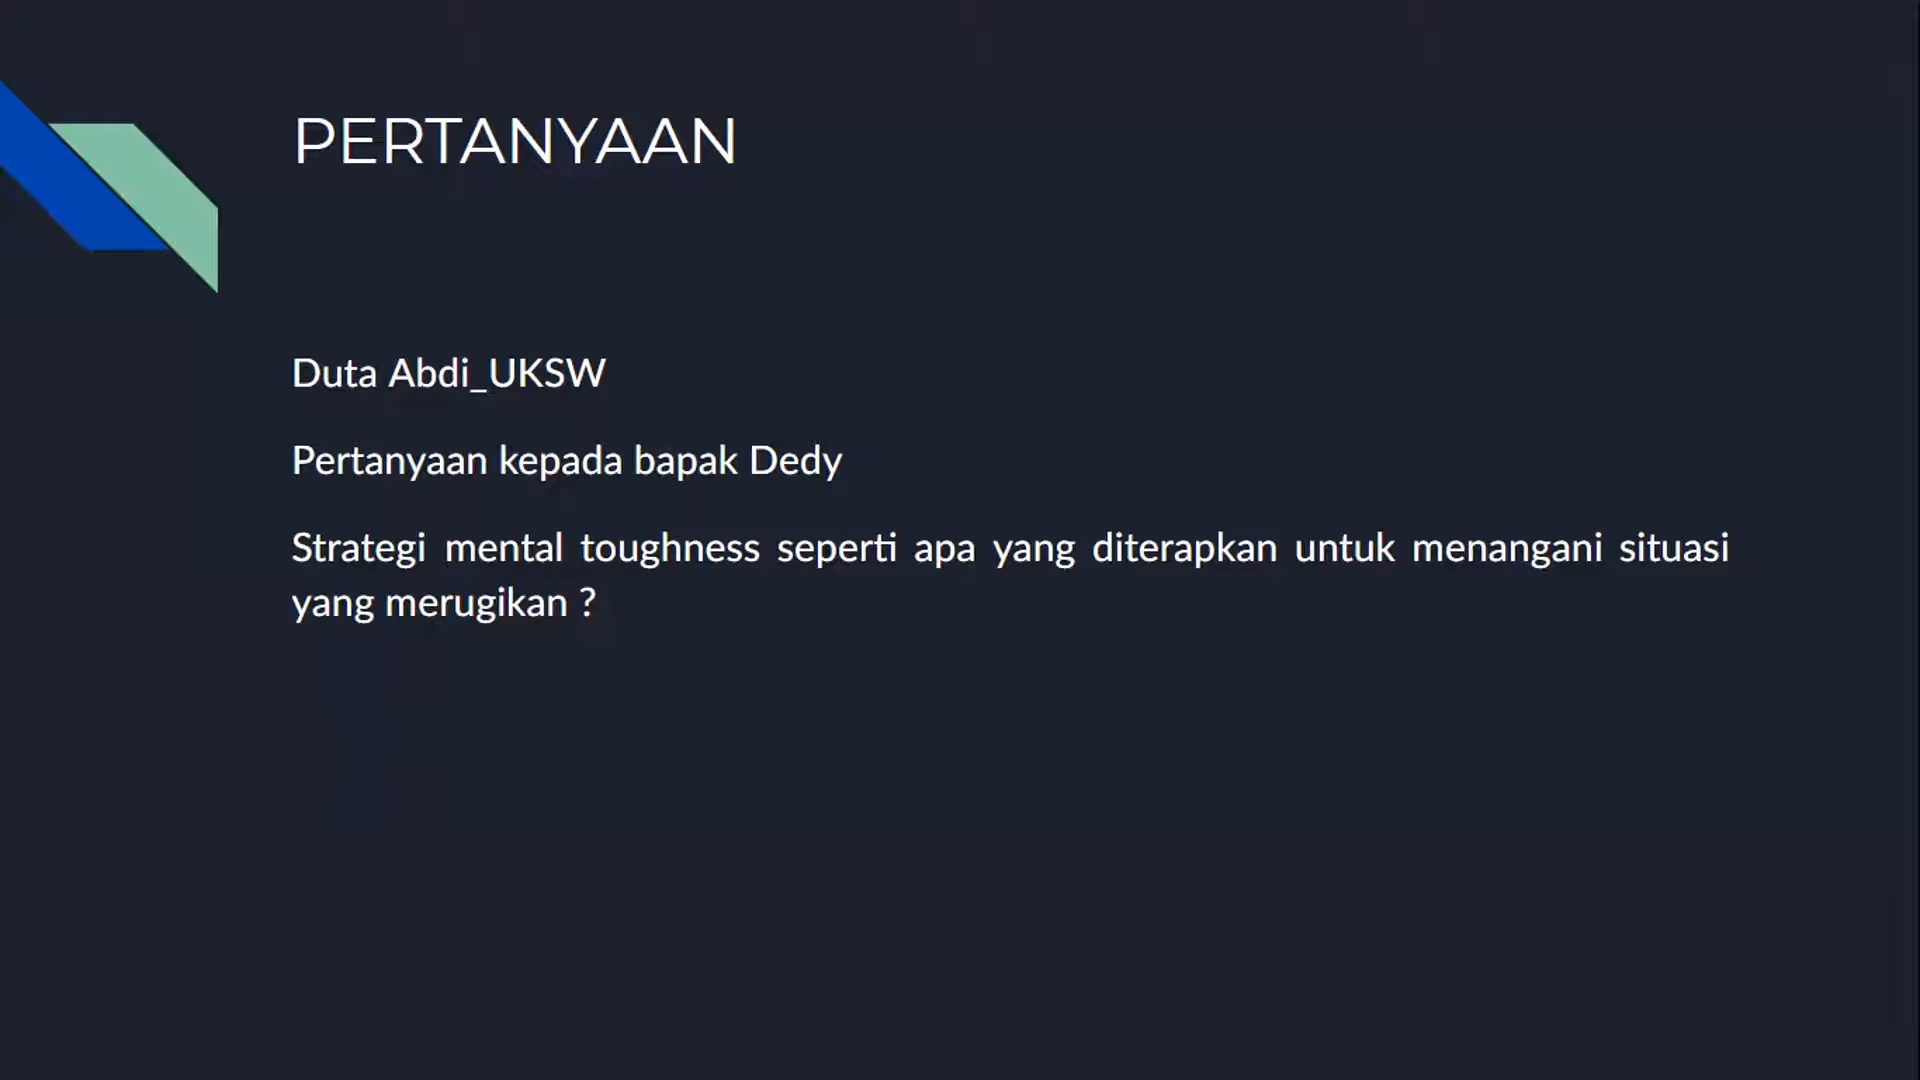 PERTANYAAN
Duta Abdi_UKSW
Pertanyaan kepada bapak Dedy
Strategi mental toughness seperti apa yang diterapkan untuk menangani situasi
yang merugikan ?